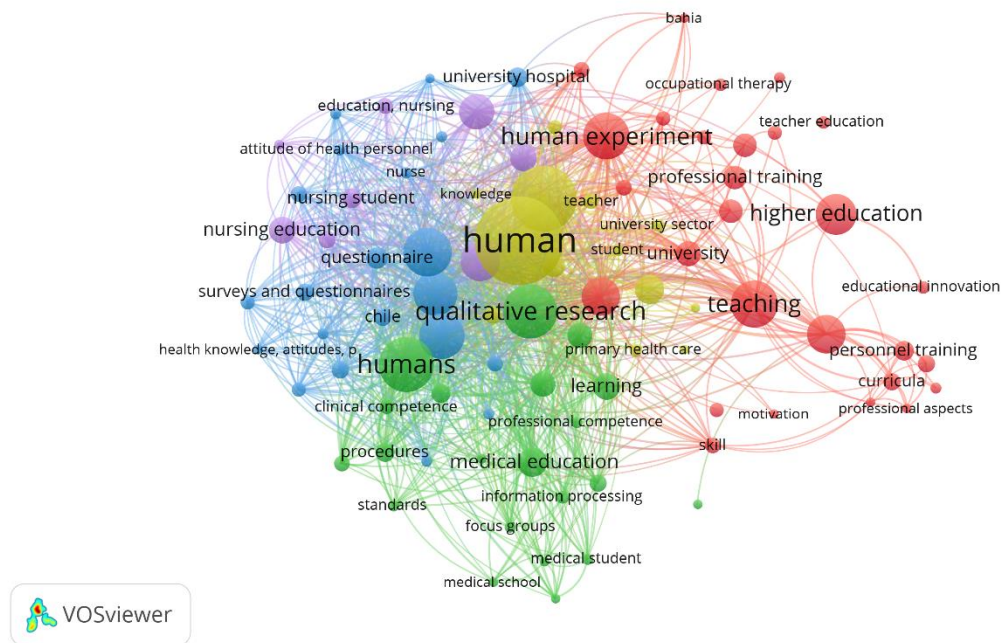 bahia
university hospital
occupational therapy
education, nursing
teacher education
human experiment
attitude of health personnel
nurse
professional training
knowledge
teacher
nursing student
higher education
university sector
nursing education
human
student
university
questionnaire
educational innovation
surveys and questionnaires
teaching
qualitative research
chile
health knowledge, attitudes, p
primary health care
personnel training
humans
curricula
learning
clinical competence
professional aspects
motivation
professional competence
skill
procedures
medical education
information processing
standards
focus groups
medical student
medical school
VOSviewer